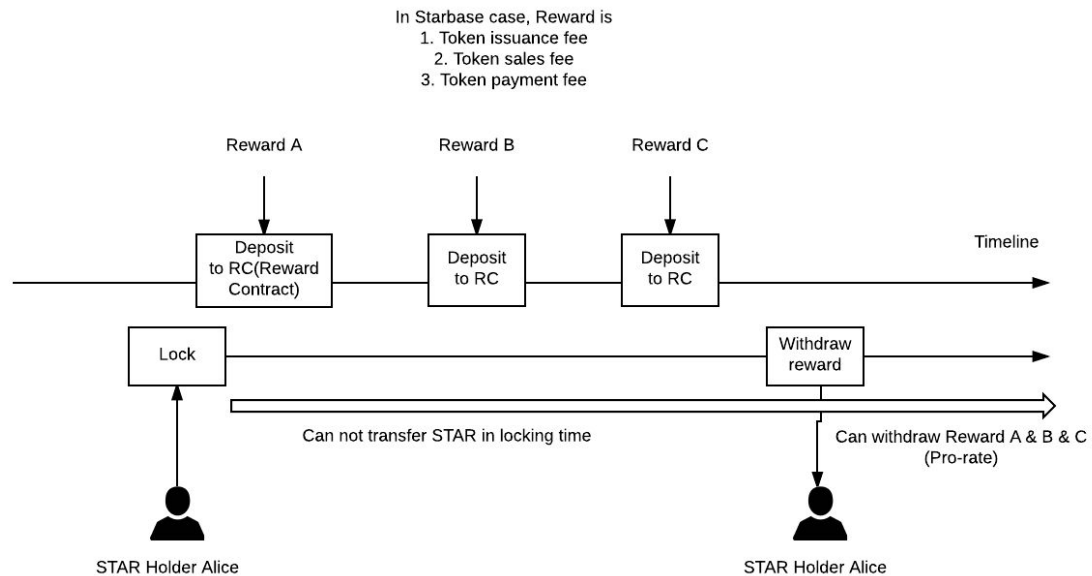 In Starbase case, Reward is
1. Token issuance fee
2. Token sales fee
3. Token payment fee
Reward A
Reward B
Reward C
Deposit
to RC(Reward
Contract)
Deposit
to RC
Deposit
to RC
Timeline
Lock
Withdraw
reward
Can not transfer STAR in locking time
Can withdraw Reward A & B & C
(Pro-rate)
STAR Holder Alice
STAR Holder Alice